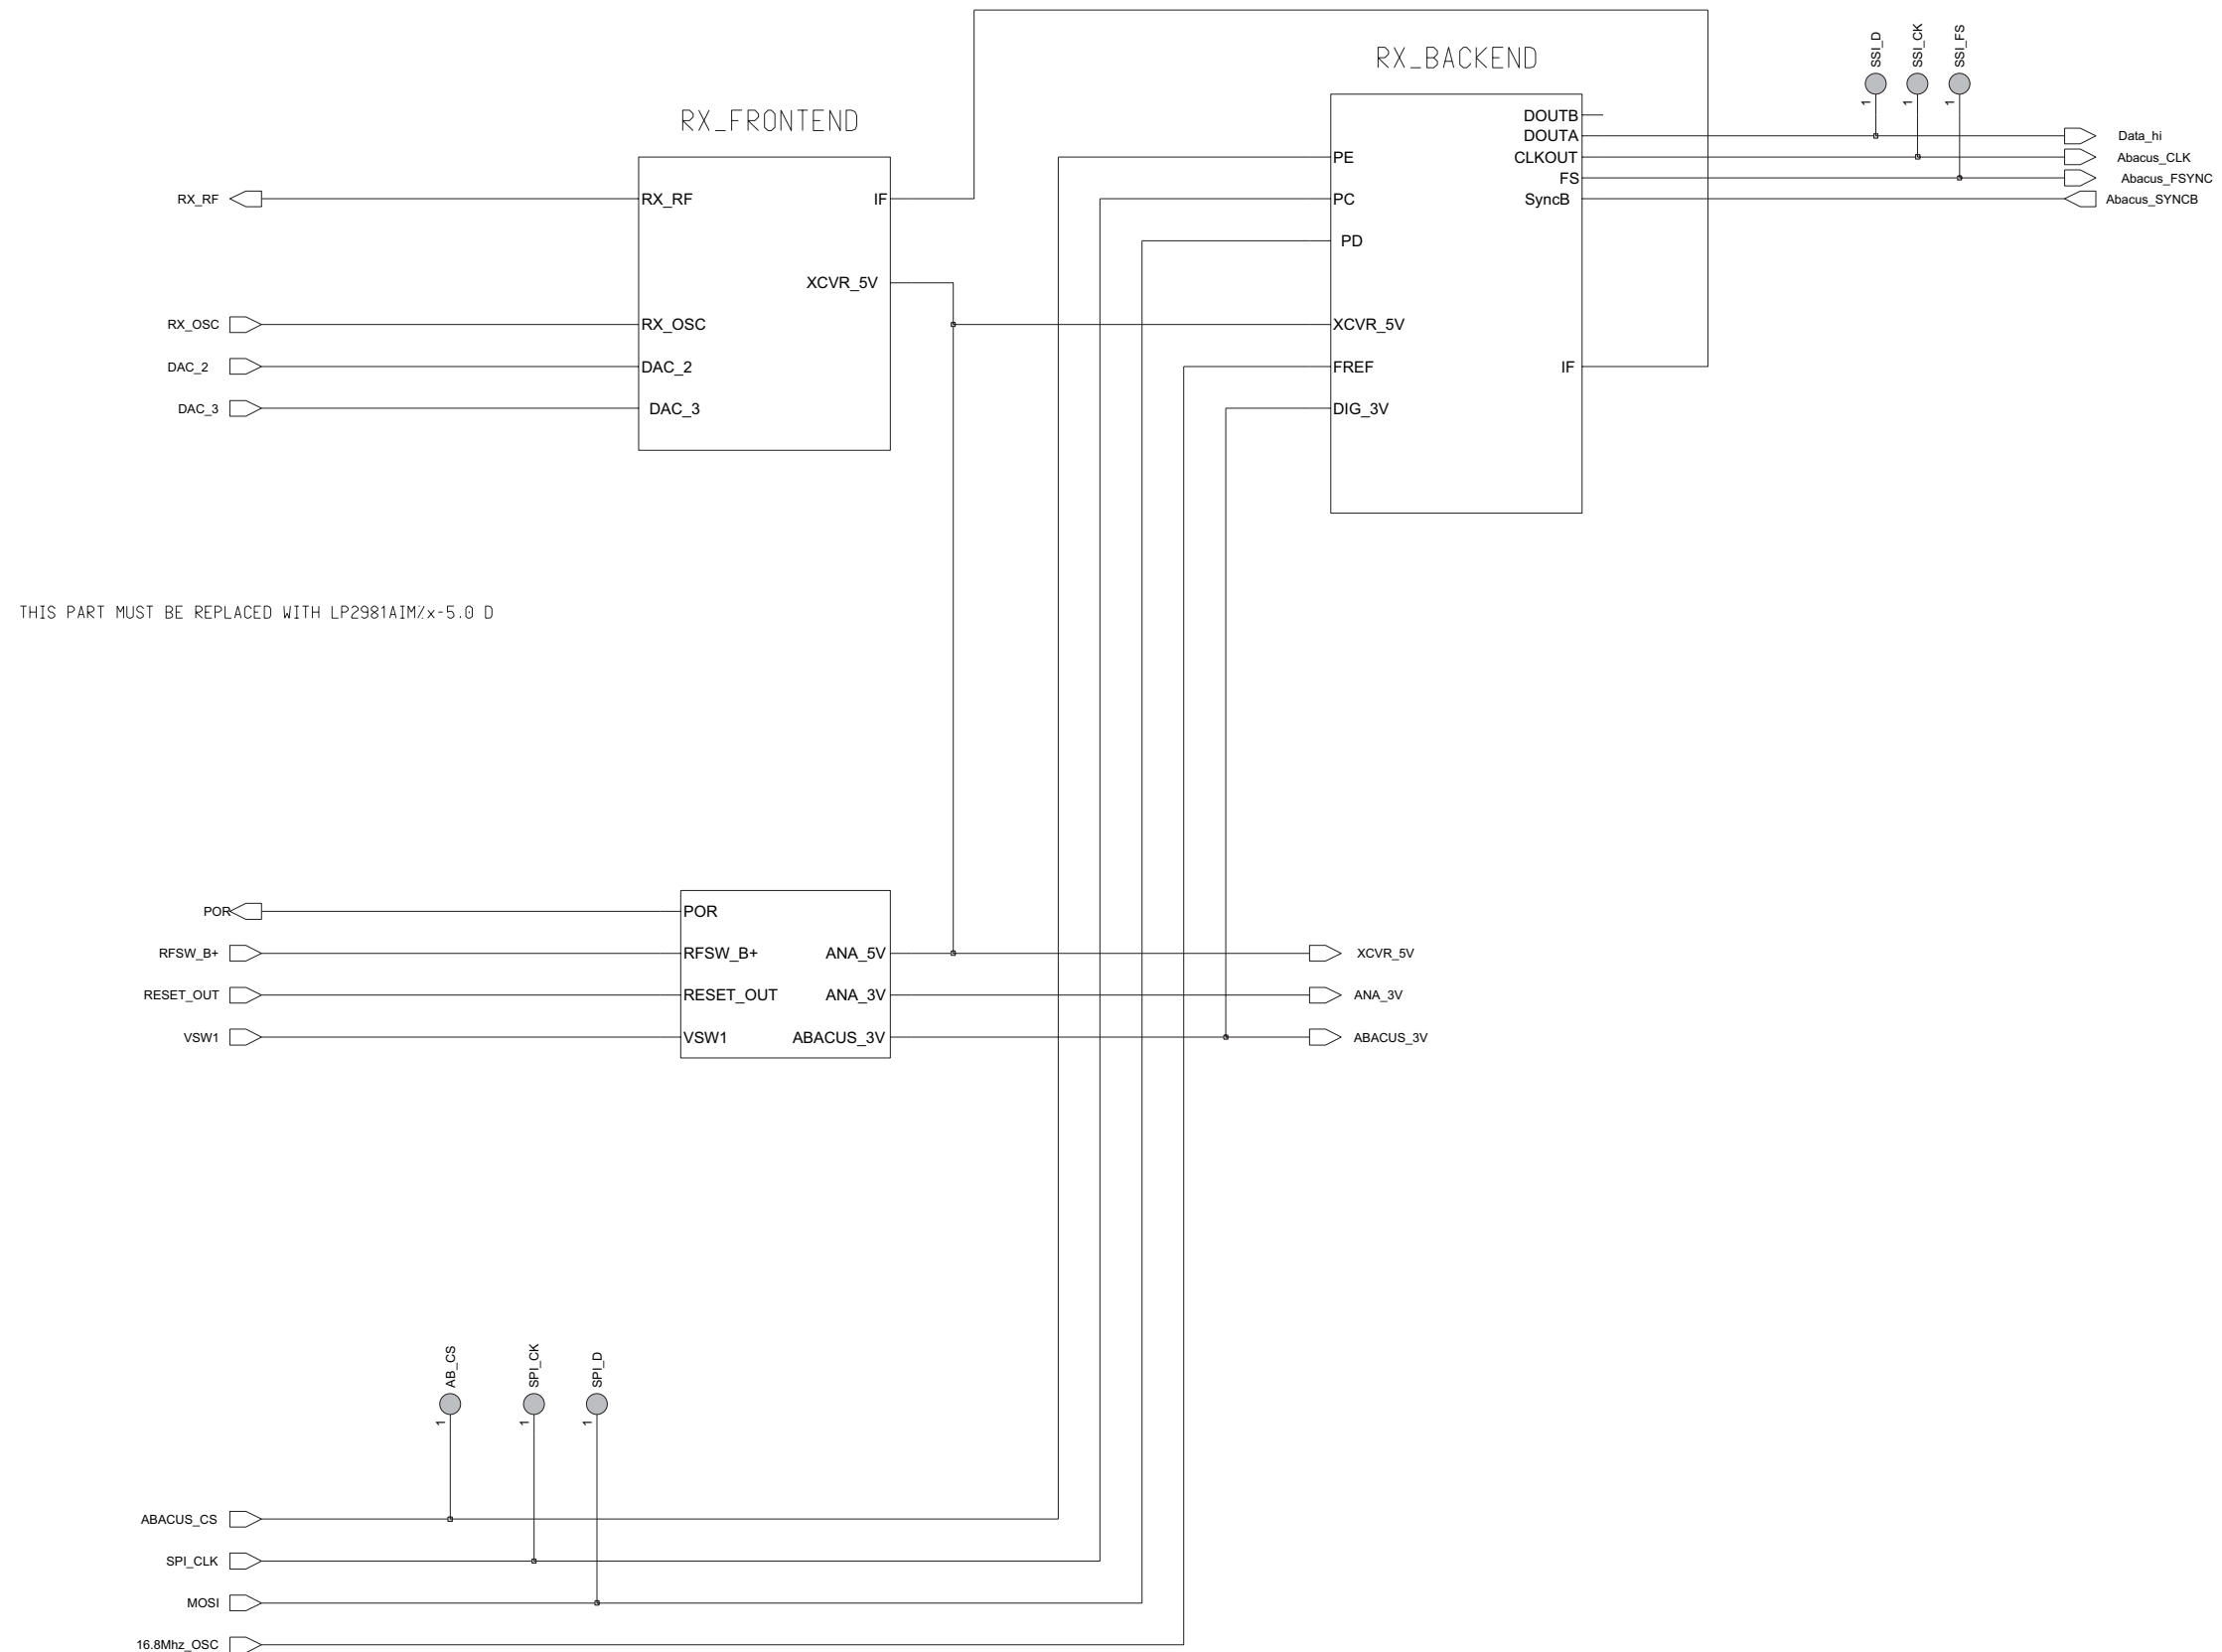 SSI_D
SSI_CK
SSI_FS
1
1
1
RX_BACKEND
DOUTB
DOUTA
CLKOUT
FS
SyncB
PE
PC
PD
XCVR_5V
FREF
DIG_3V
IF
Data_hi
Abacus_CLK
Abacus_FSYNC
Abacus_SYNCB
RX_FRONTEND
RX_RF
RX_RF
IF
XCVR_5V
RX_OSC
RX_OSC
DAC_2
DAC_2
DAC_3
DAC_3
THIS PART MUST BE REPLACED WITH LP2981AIM/x-5.0 D
POR
POR
RFSW_B+
RFSW_B+
ANA_5V
XCVR_5V
RESET_OUT
RESET_OUT
ANA_3V
ANA_3V
VSW1
VSW1
ABACUS_3V
ABACUS_3V
AB_CS
SPI_CK
SPI_D
1
1
1
ABACUS_CS
SPI_CLK
MOSI
16.8Mhz_OSC